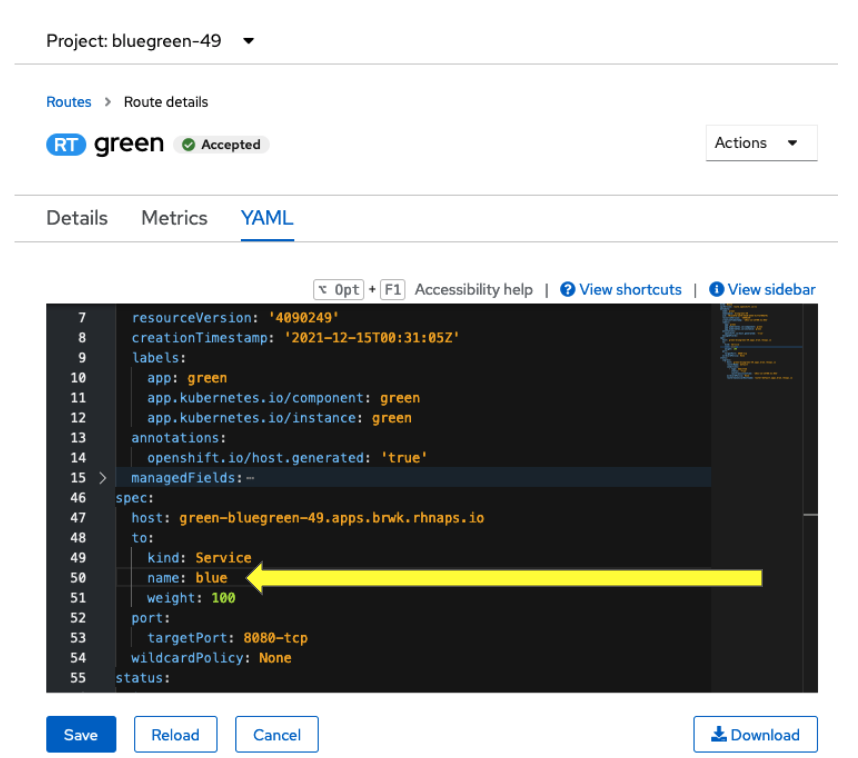 Project: bluegreen-49
Routes > Route details
RT green Accepted
Actions
Details Metrics YAML
⌥ Opt + F1 Accessibility help | View shortcuts | View sidebar
7 resourceVersion: '4090249'
8 creationTimestamp: '2021-12-15T00:31:05Z'
9 labels:
10 app: green
11 app.kubernetes.io/component: green
12 app.kubernetes.io/instance: green
13 annotations:
14 openshift.io/host.generated: 'true'
15 > managedFields:⋯
46 spec:
47 host: green-bluegreen-49.apps.brwk.rhnaps.io
48 to:
49 kind: Service
50 name: blue
51 weight: 100
52 port:
53 targetPort: 8080-tcp
54 wildcardPolicy: None
55 status:
Save Reload Cancel Download